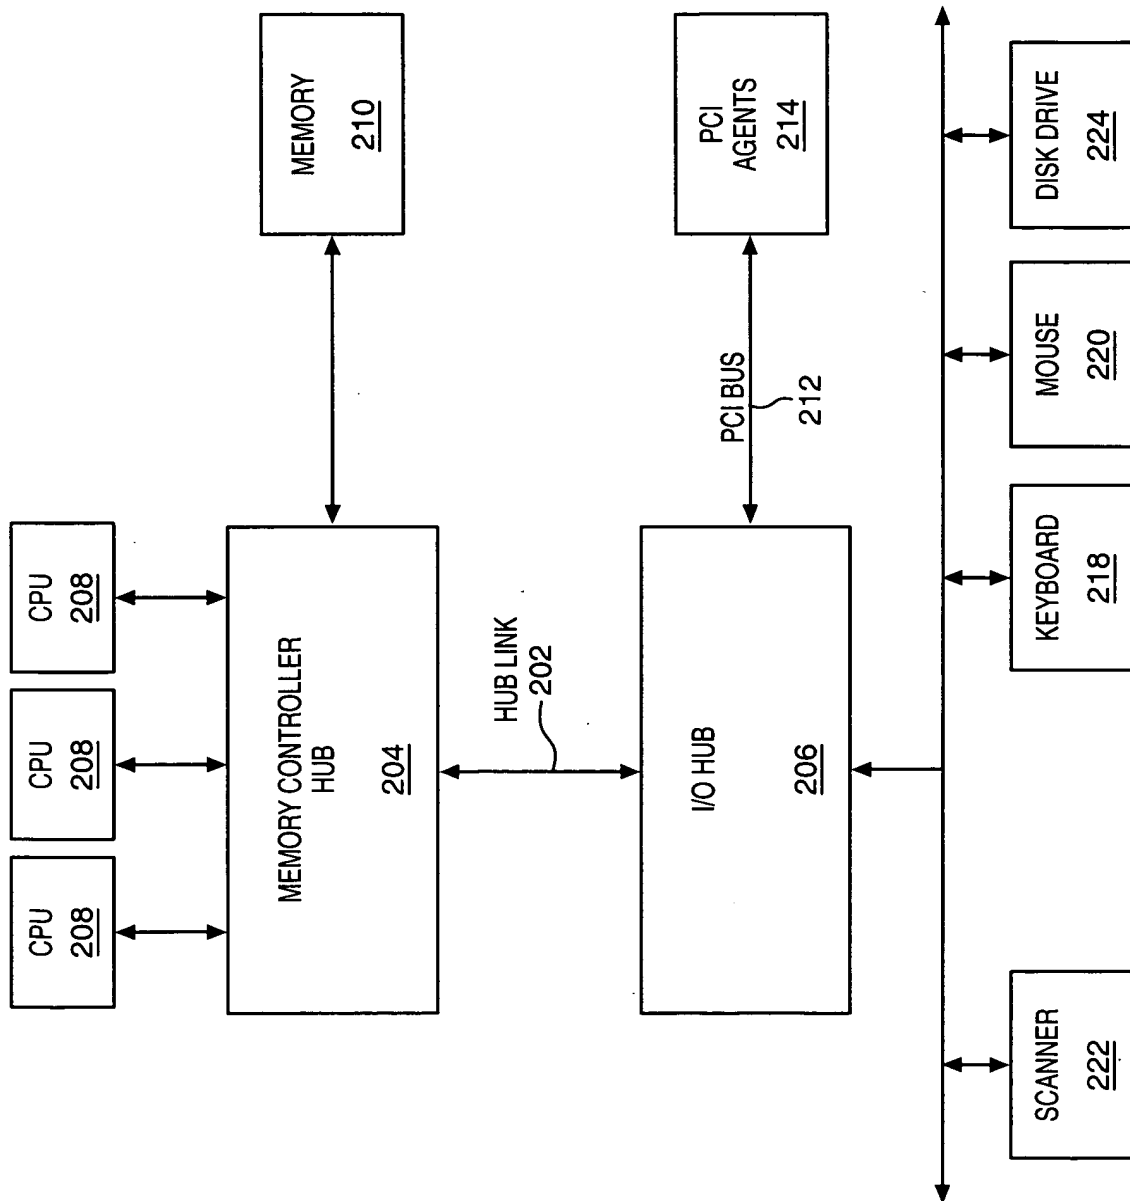 CPU
208
CPU
208
CPU
208
MEMORY CONTROLLER
HUB
204
MEMORY
210
HUB LINK
202
I/O HUB
206
PCI BUS
212
PCI
AGENTS
214
SCANNER
222
KEYBOARD
218
MOUSE
220
DISK DRIVE
224